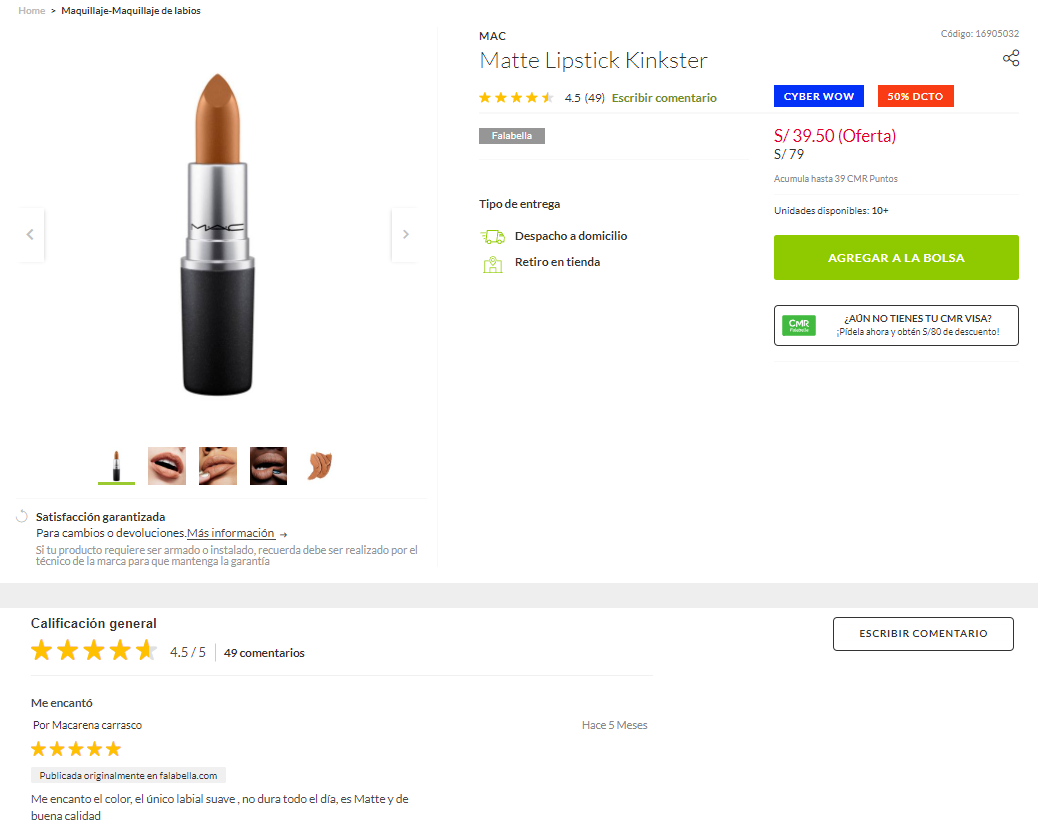 Home > Maquillaje-Maquillaje de labios
MAC
Código: 16905032
Matte Lipstick Kinkster
4.5 (49) Escribir comentario
CYBER WOW
50% DCTO
Falabella
S/ 39.50 (Oferta)
S/ 79
Acumula hasta 39 CMR Puntos
Tipo de entrega
Unidades disponibles: 10+
Despacho a domicilio
Retiro en tienda
AGREGAR A LA BOLSA
CMR
Falabella
¿AÚN NO TIENES TU CMR VISA?
¡Pídela ahora y obtén S/80 de descuento!
MAC
Satisfacción garantizada
Para cambios o devoluciones.Más información →
Si tu producto requiere ser armado o instalado, recuerda debe ser realizado por el
técnico de la marca para que mantenga la garantía
Calificación general
4.5 / 5
49 comentarios
ESCRIBIR COMENTARIO
Me encantó
Por Macarena carrasco
Hace 5 Meses
Publicada originalmente en falabella.com
Me encanto el color, el único labial suave , no dura todo el día, es Matte y de
buena calidad